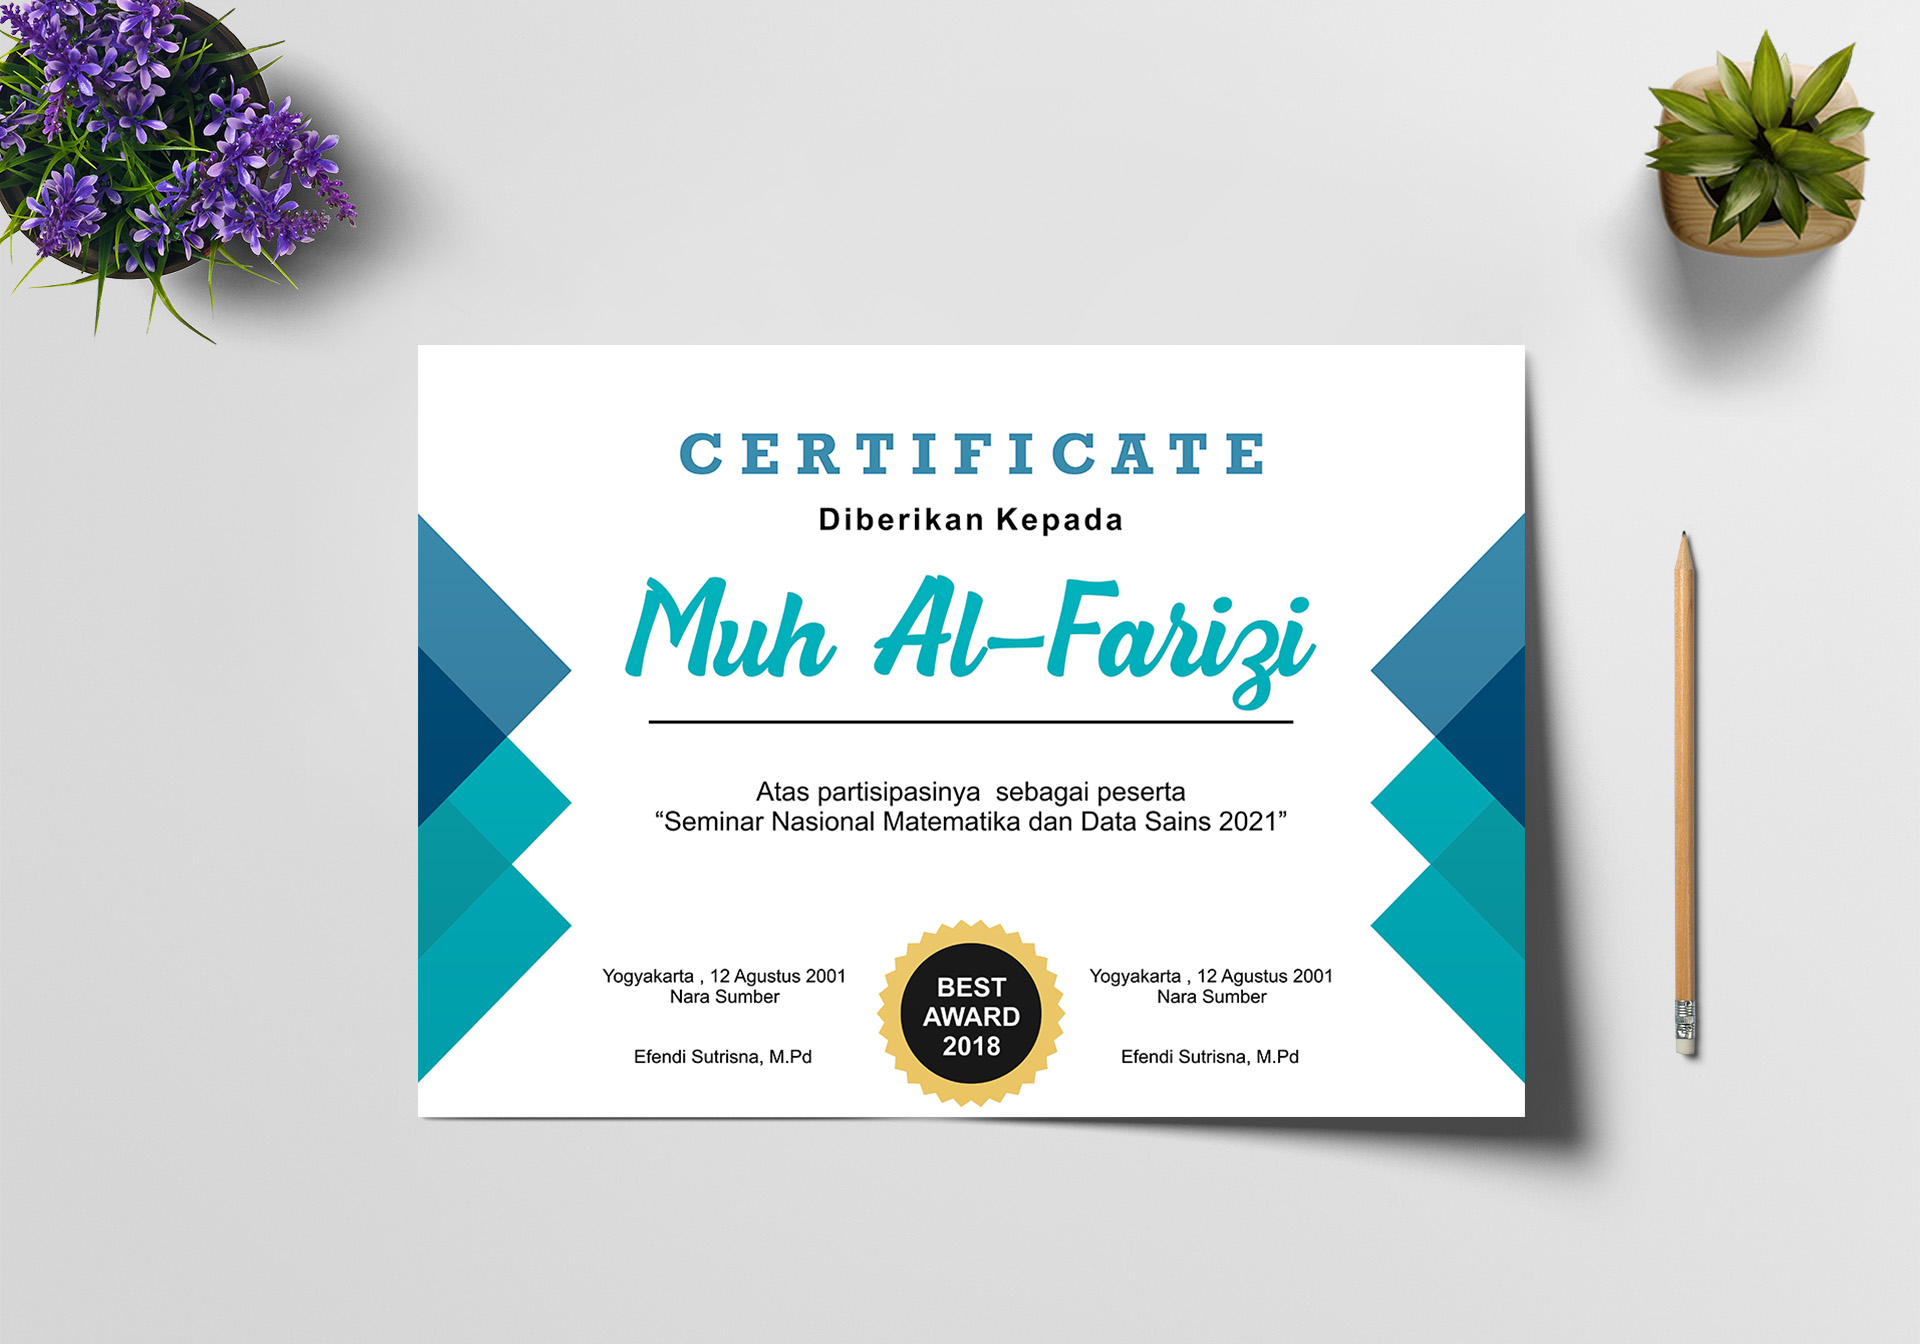 CERTIFICATE
Diberikan Kepada
Muh Al-Farizi
Atas partisipasinya  sebagai peserta
“Seminar Nasional Matematika dan Data Sains 2021”
Yogyakarta , 12 Agustus 2001
Nara Sumber
Efendi Sutrisna, M.Pd
BEST
AWARD
2018
Yogyakarta , 12 Agustus 2001
Nara Sumber
Efendi Sutrisna, M.Pd